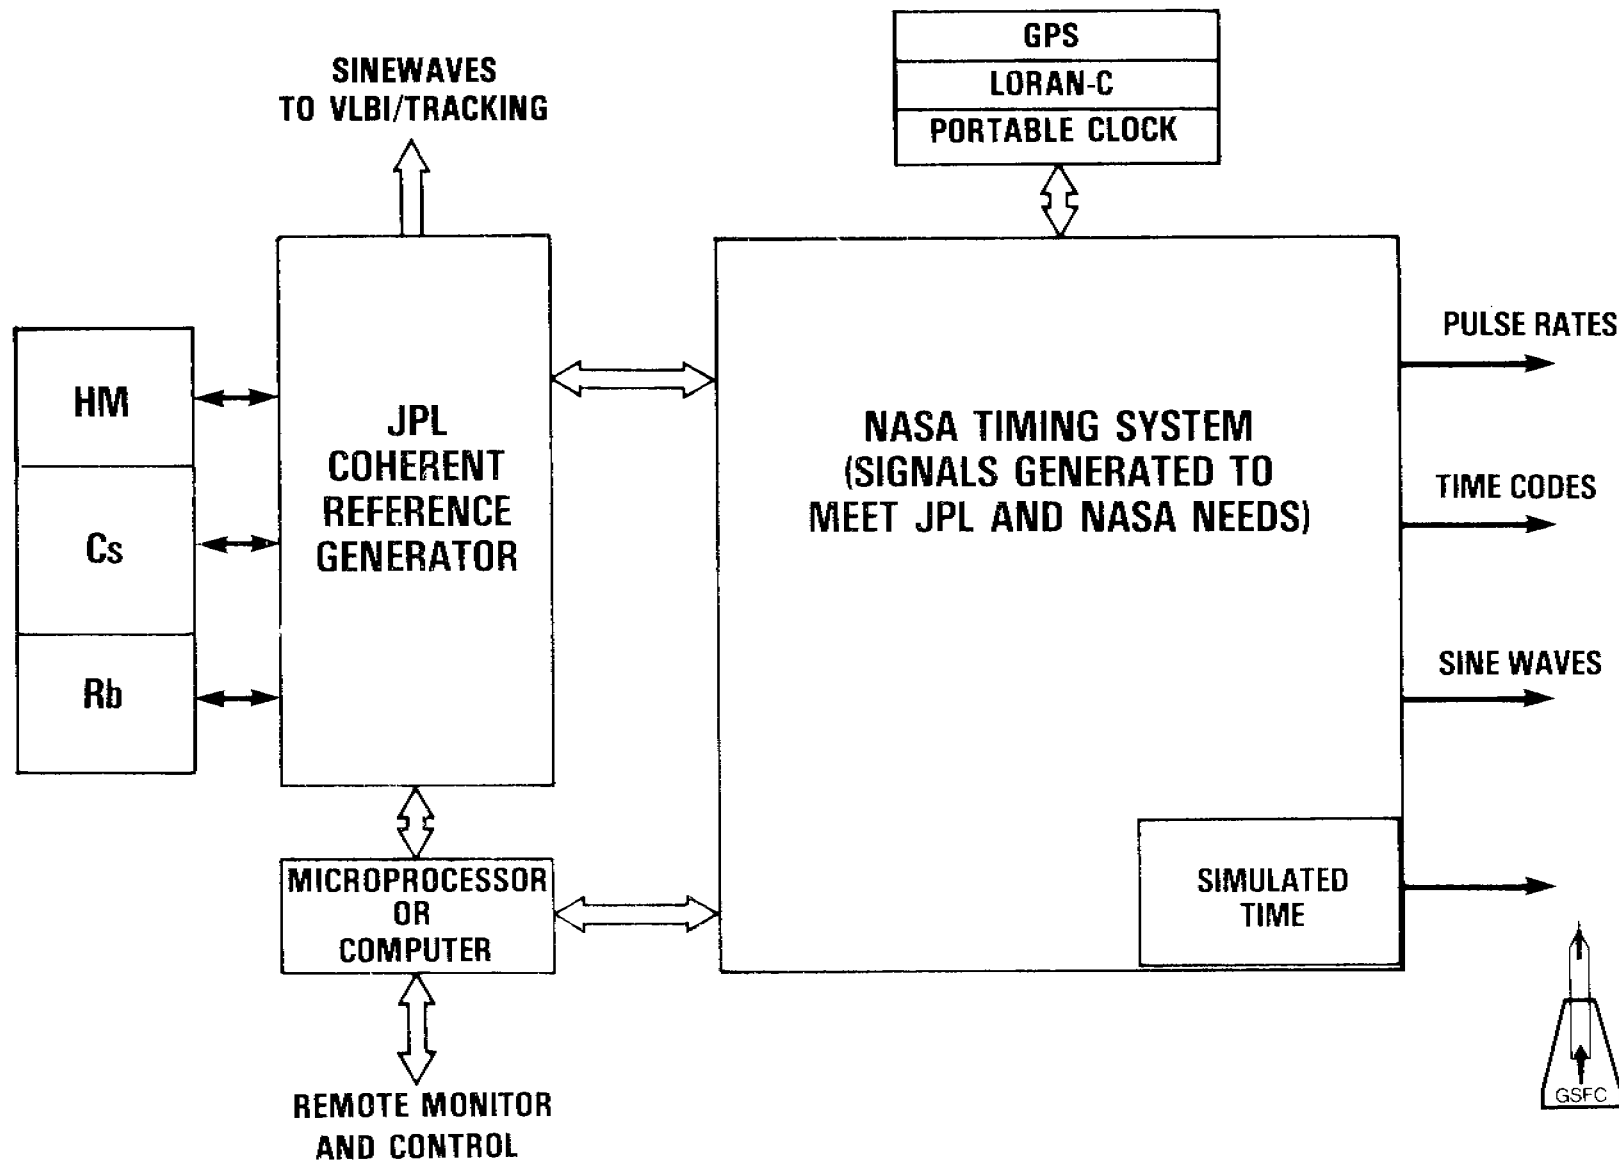 GPS
LORAN-C
PORTABLE CLOCK
SINEWAVES
TO VLBI/TRACKING
HM
Cs
Rb
JPL
COHERENT
REFERENCE
GENERATOR
NASA TIMING SYSTEM
(SIGNALS GENERATED TO
MEET JPL AND NASA NEEDS)
PULSE RATES
TIME CODES
SINE WAVES
SIMULATED
TIME
MICROPROCESSOR
OR
COMPUTER
REMOTE MONITOR
AND CONTROL
GSFC